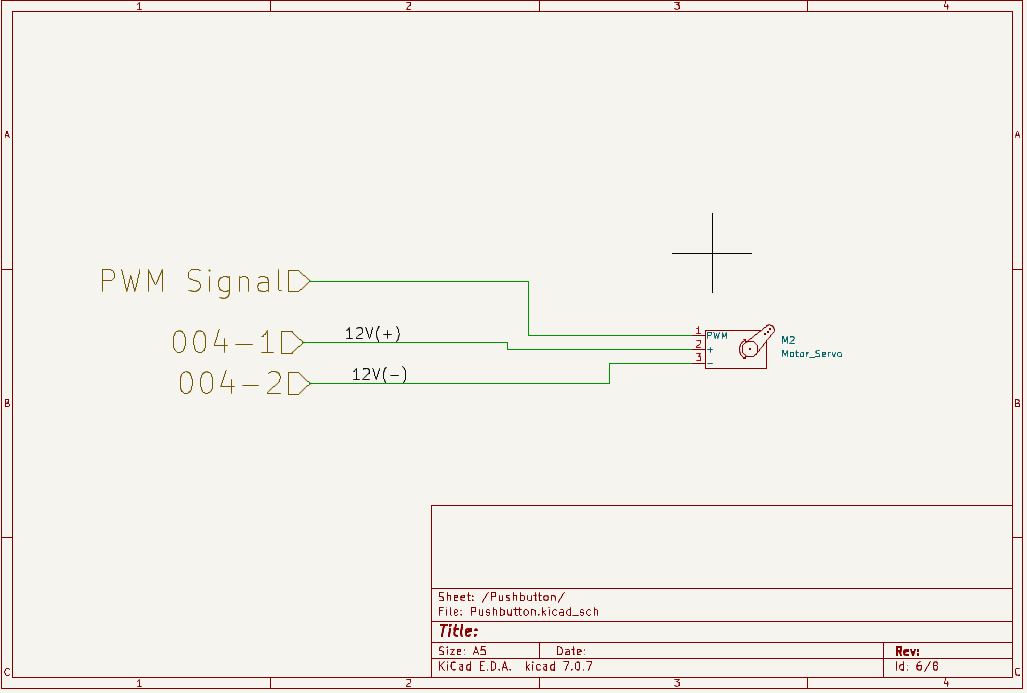 1 2 3 4
A A
PWM Signal
004-1 12V(+)
004-2 12V(-)
1 PWM
2 +
3 -
M2
Motor_Servo
B B
Sheet: /Pushbutton/
File: Pushbutton.kicad_sch
Title:
Size: A5 Date: Rev:
KiCad E.D.A. kicad 7.0.7 Id: 6/8
C C
1 2 3 4